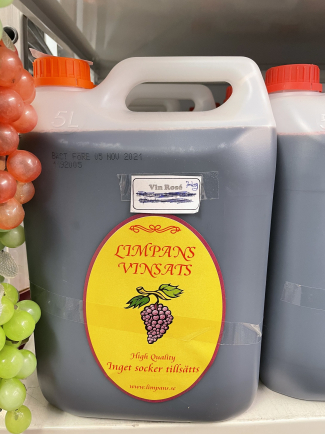 5L
BEST FÖRE 05 NOV 2021
Vin Rosé
LIMPANS
VINSATS
High Quality
Inget socker tillsätts
www.limpans.se